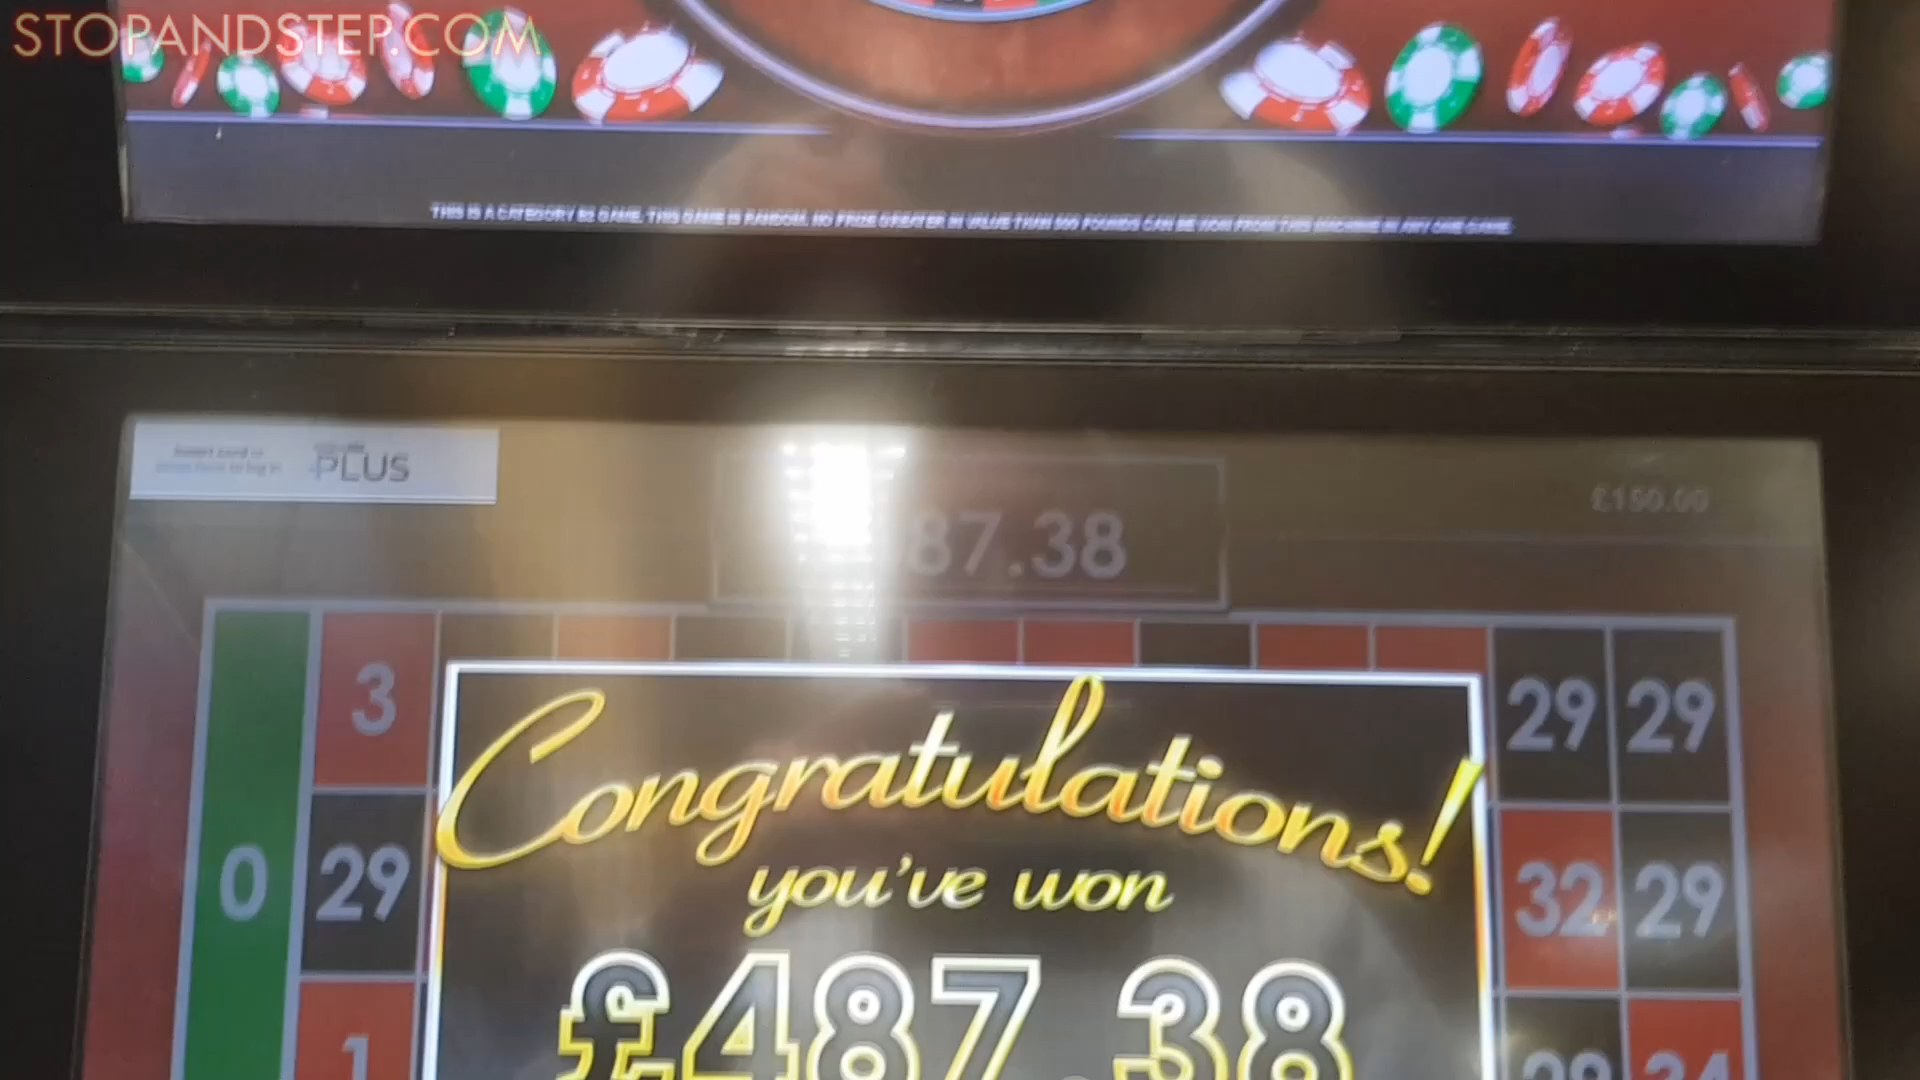 STOPANDSTEP.COM
THIS IS A CATEGORY B2 GAME. THIS GAME IS RANDOM. NO PRIZE GREATER IN VALUE THAN 500 POUNDS CAN BE WON FROM THIS MACHINE IN ANY ONE GAME.
PLUS
87.38
3
29
29
Congratulations!
you've won
£487.38
0
29
32
29
1